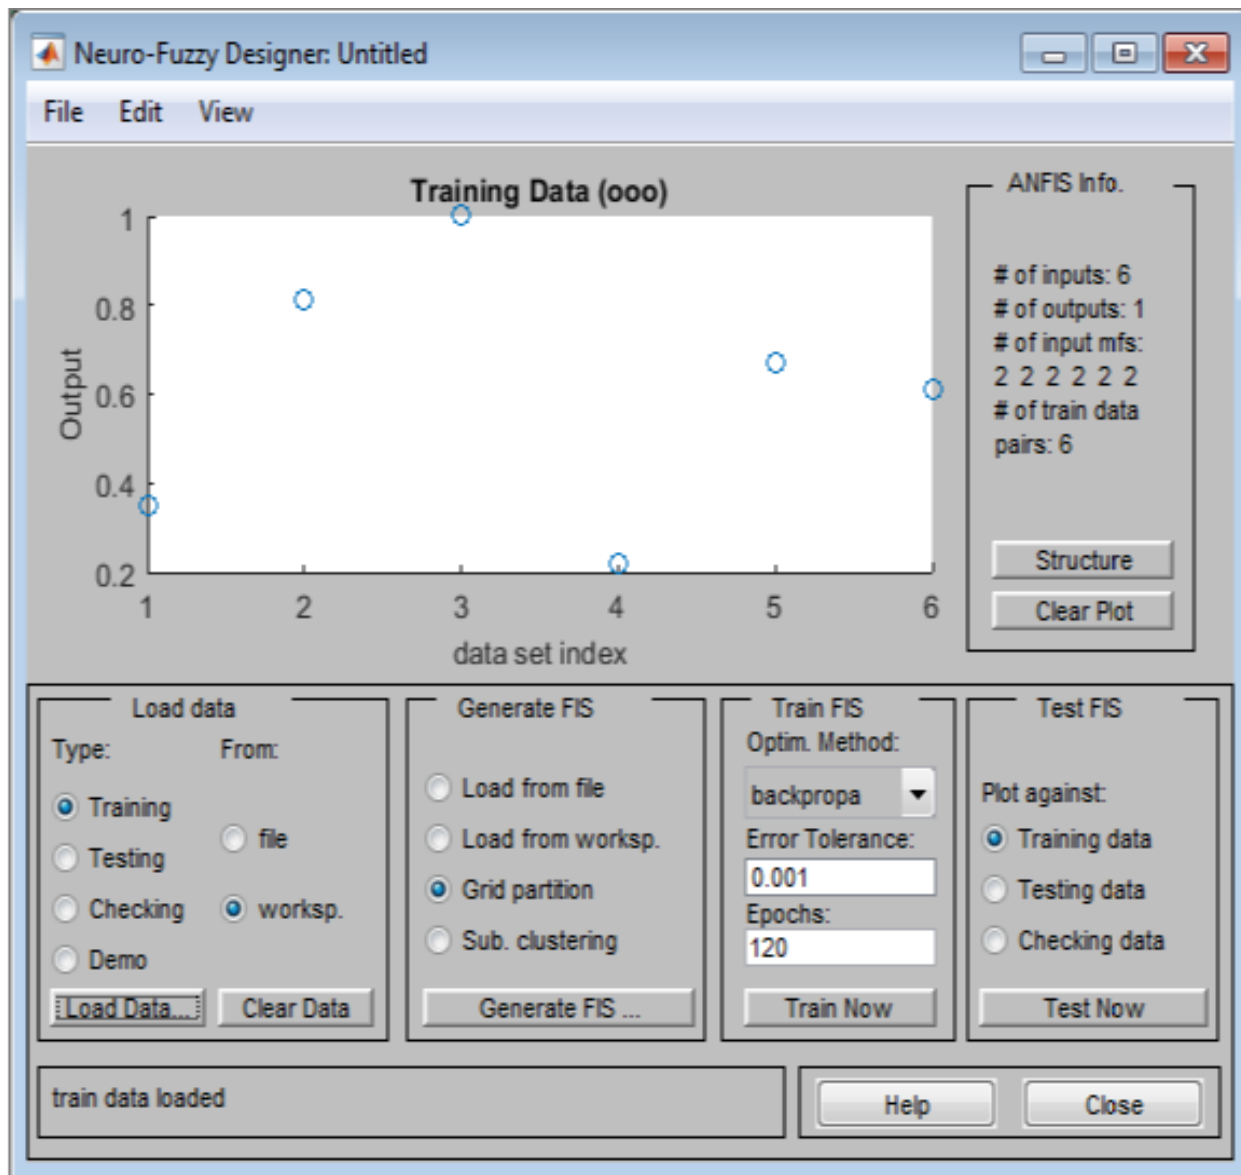 Neuro-Fuzzy Designer: Untitled
File Edit View
Training Data (ooo)
1
0.8
0.6
0.4
0.2
Output
1 2 3 4 5 6
data set index
ANFIS Info.
# of inputs: 6
# of outputs: 1
# of input mfs:
2 2 2 2 2 2
# of train data
pairs: 6
Structure
Clear Plot
Load data
Type: From:
Training
file
Testing
Checking
worksp.
Demo
Load Data...
Clear Data
Generate FIS
Load from file
Load from worksp.
Grid partition
Sub. clustering
Generate FIS ...
Train FIS
Optim. Method:
backpropa
Error Tolerance:
0.001
Epochs:
120
Train Now
Test FIS
Plot against:
Training data
Testing data
Checking data
Test Now
train data loaded
Help
Close